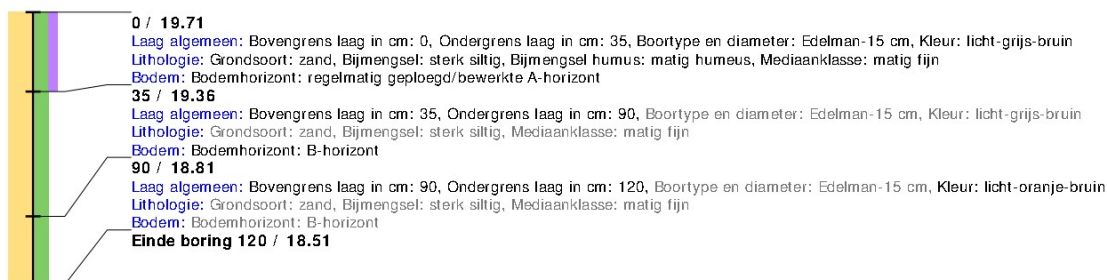 0 / 19.71
Laag algemeen: Bovengrens laag in cm: 0, Ondergrens laag in cm: 35, Boortype en diameter: Edelman-15 cm, Kleur: licht-grijs-bruin
Lithologie: Grondsoort: zand, Bijmengsel: sterk siltig, Bijmengsel humus: matig humeus, Mediaanklasse: matig fijn
Bodem: Bodemhorizont: regelmatig geploegd/bewerkte A-horizont
35 / 19.36
Laag algemeen: Bovengrens laag in cm: 35, Ondergrens laag in cm: 90, Boortype en diameter: Edelman-15 cm, Kleur: licht-grijs-bruin
Lithologie: Grondsoort: zand, Bijmengsel: sterk siltig, Mediaanklasse: matig fijn
Bodem: Bodemhorizont: B-horizont
90 / 18.81
Laag algemeen: Bovengrens laag in cm: 90, Ondergrens laag in cm: 120, Boortype en diameter: Edelman-15 cm, Kleur: licht-oranje-bruin
Lithologie: Grondsoort: zand, Bijmengsel: sterk siltig, Mediaanklasse: matig fijn
Bodem: Bodemhorizont: B-horizont
Einde boring 120 / 18.51